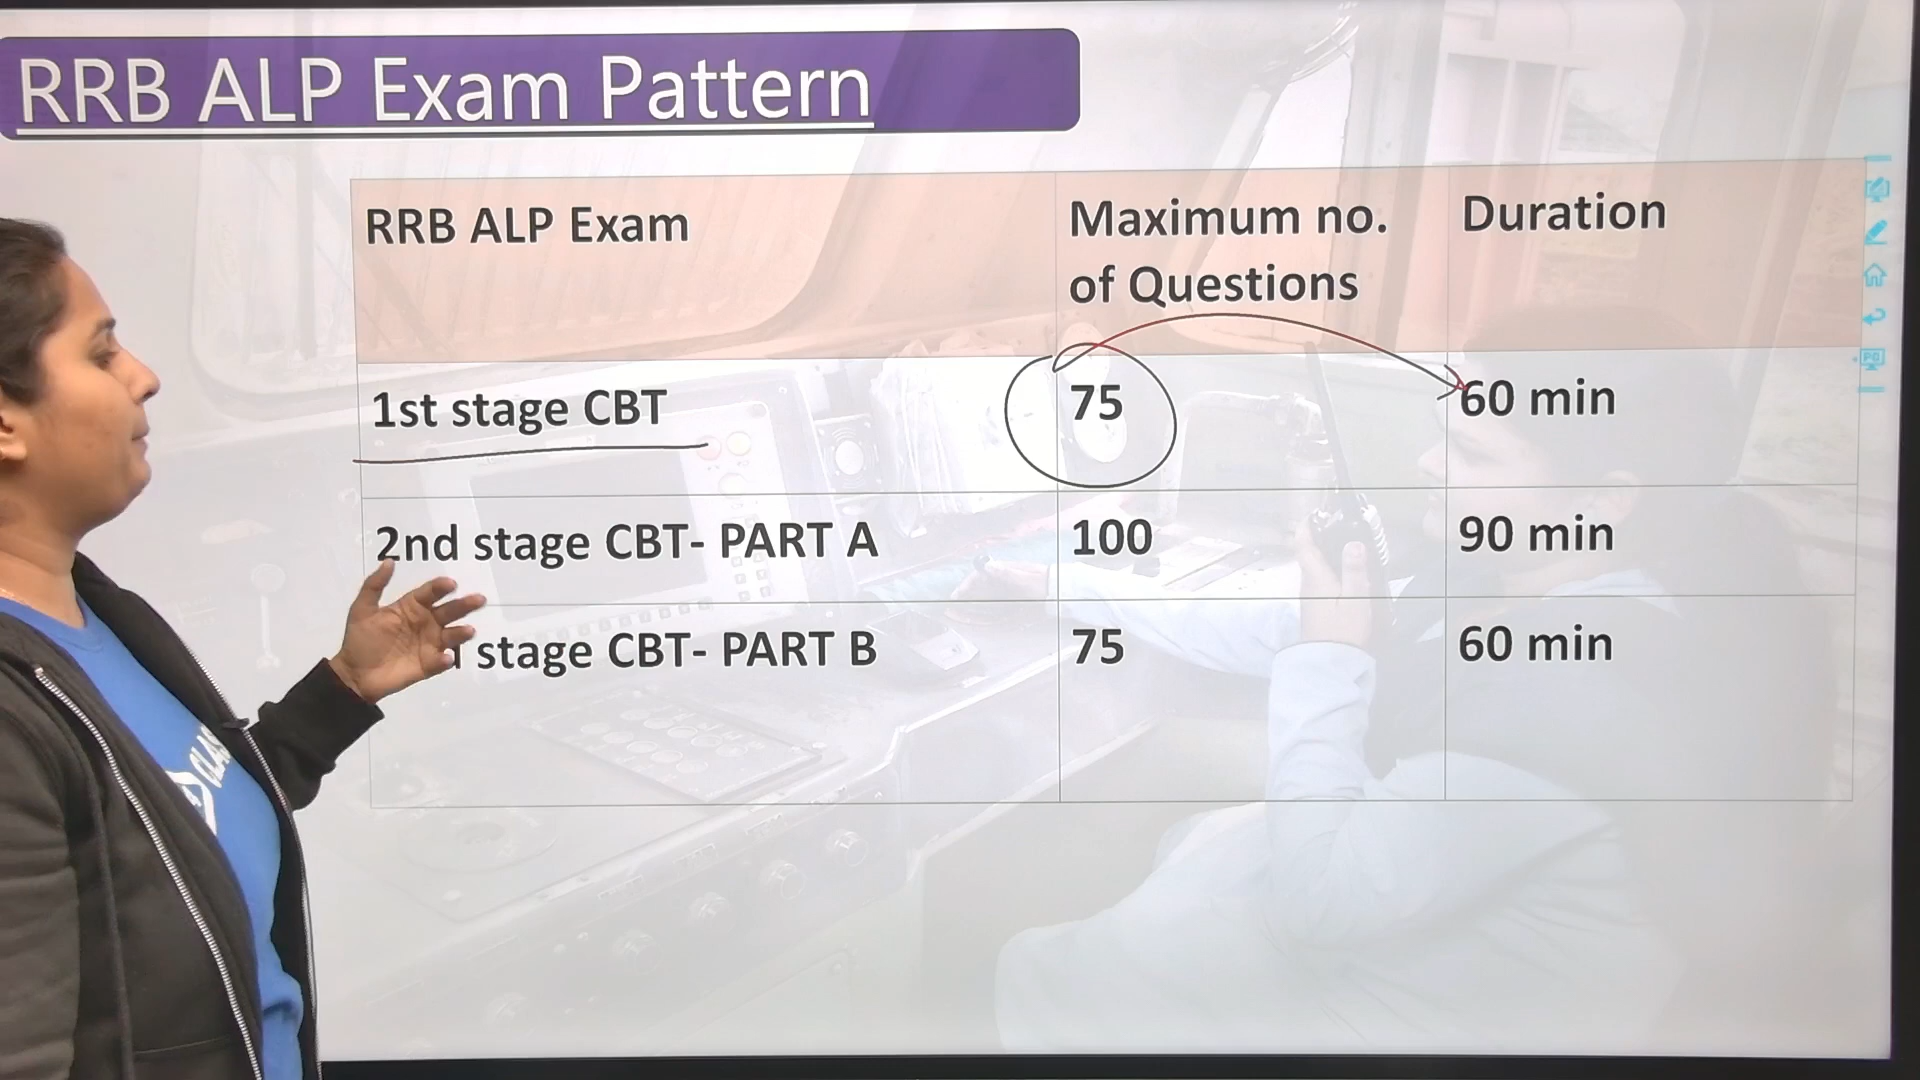 RRB ALP Exam Pattern
RRB ALP Exam
Maximum no.
of Questions
Duration
1st stage CBT
75
60 min
2nd stage CBT- PART A
100
90 min
stage CBT- PART B
75
60 min